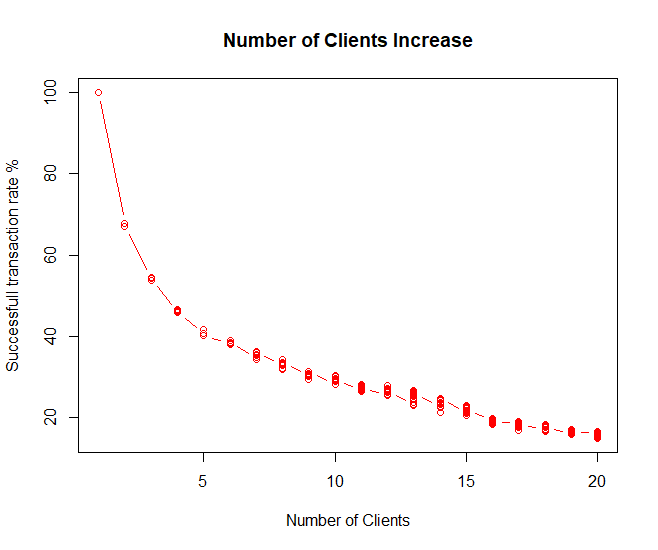 Number of Clients Increase
Successfull transaction rate %
100
80
60
40
20
5 10 15 20
Number of Clients